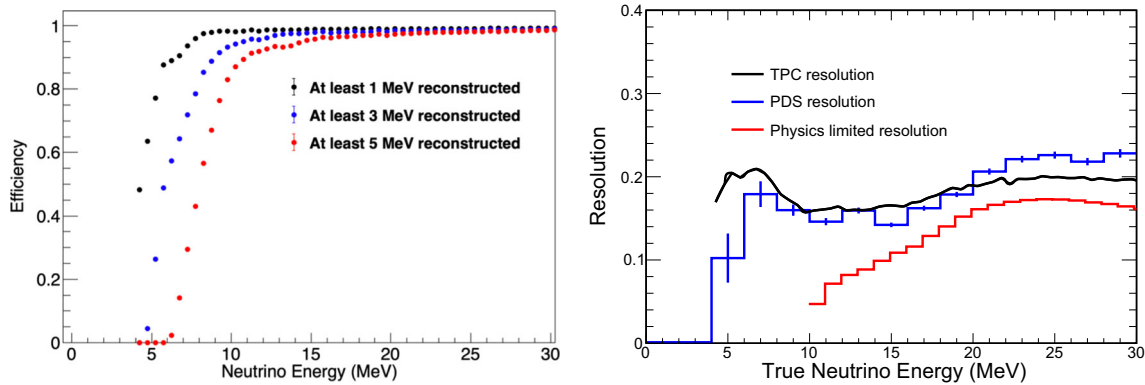 1
0.8
0.6
0.4
0.2
0
Efficiency
At least 1 MeV reconstructed
At least 3 MeV reconstructed
At least 5 MeV reconstructed
0 5 10 15 20 25 30
Neutrino Energy (MeV)
0.4
0.3
0.2
0.1
0.0
Resolution
TPC resolution
PDS resolution
Physics limited resolution
0 5 10 15 20 25 30
True Neutrino Energy (MeV)